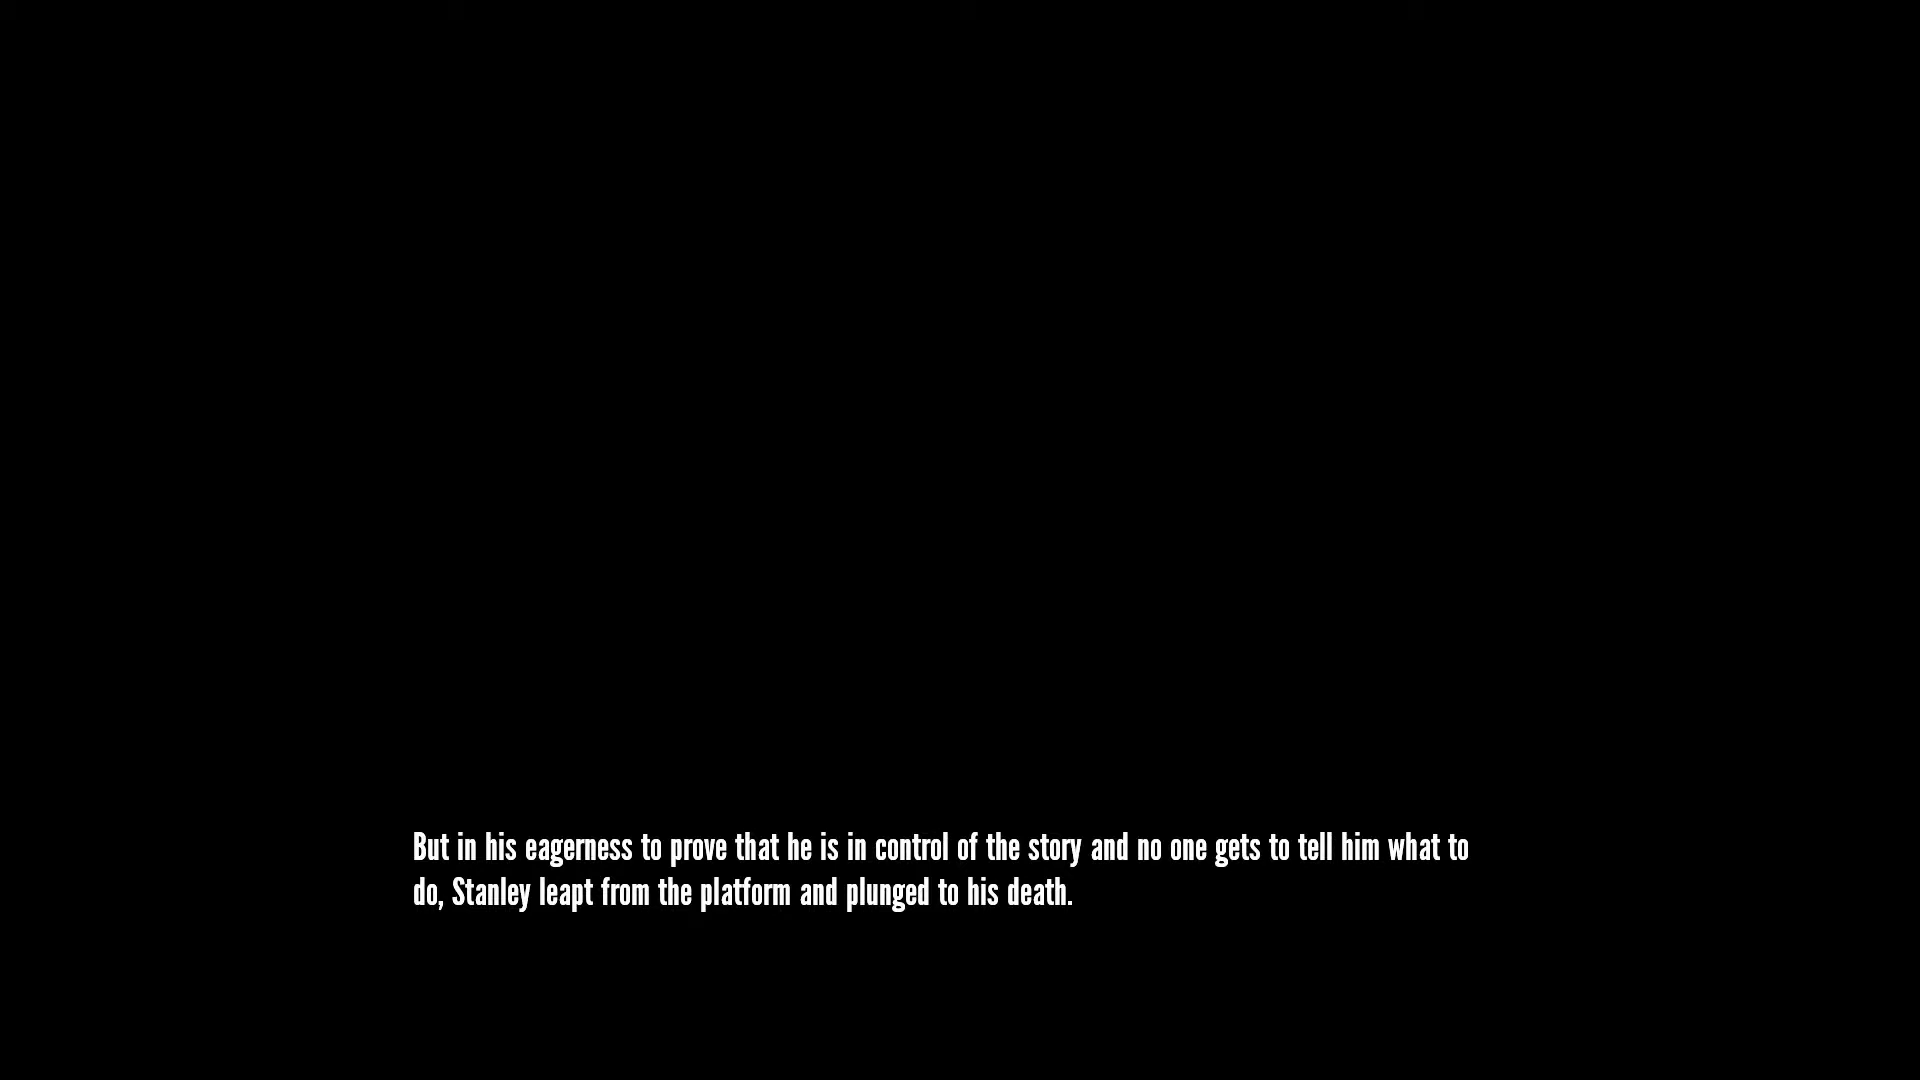 But in his eagerness to prove that he is in control of the story and no one gets to tell him what to
do, Stanley leapt from the platform and plunged to his death.